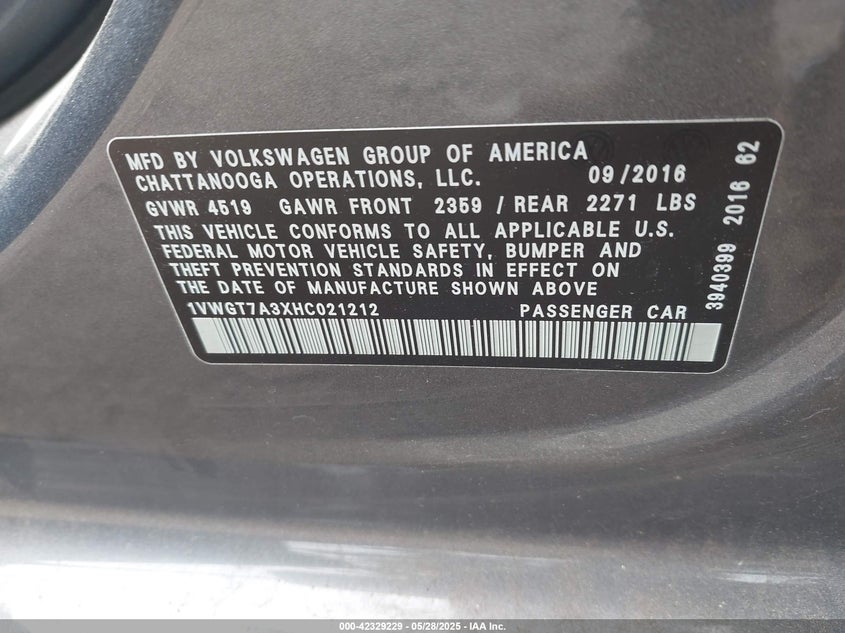 MFD BY VOLKSWAGEN GROUP OF AMERICA
CHATTANOOGA OPERATIONS, LLC. 09/2016
GVWR 4519 GAWR FRONT 2359 / REAR 2271 LBS
THIS VEHICLE CONFORMS TO ALL APPLICABLE U.S.
FEDERAL MOTOR VEHICLE SAFETY, BUMPER AND
THEFT PREVENTION STANDARDS IN EFFECT ON
THE DATE OF MANUFACTURE SHOWN ABOVE
1VWGT7A3XHC021212 PASSENGER CAR
3940399 2016 62
000-42329229 - 05/28/2025 - IAA Inc.